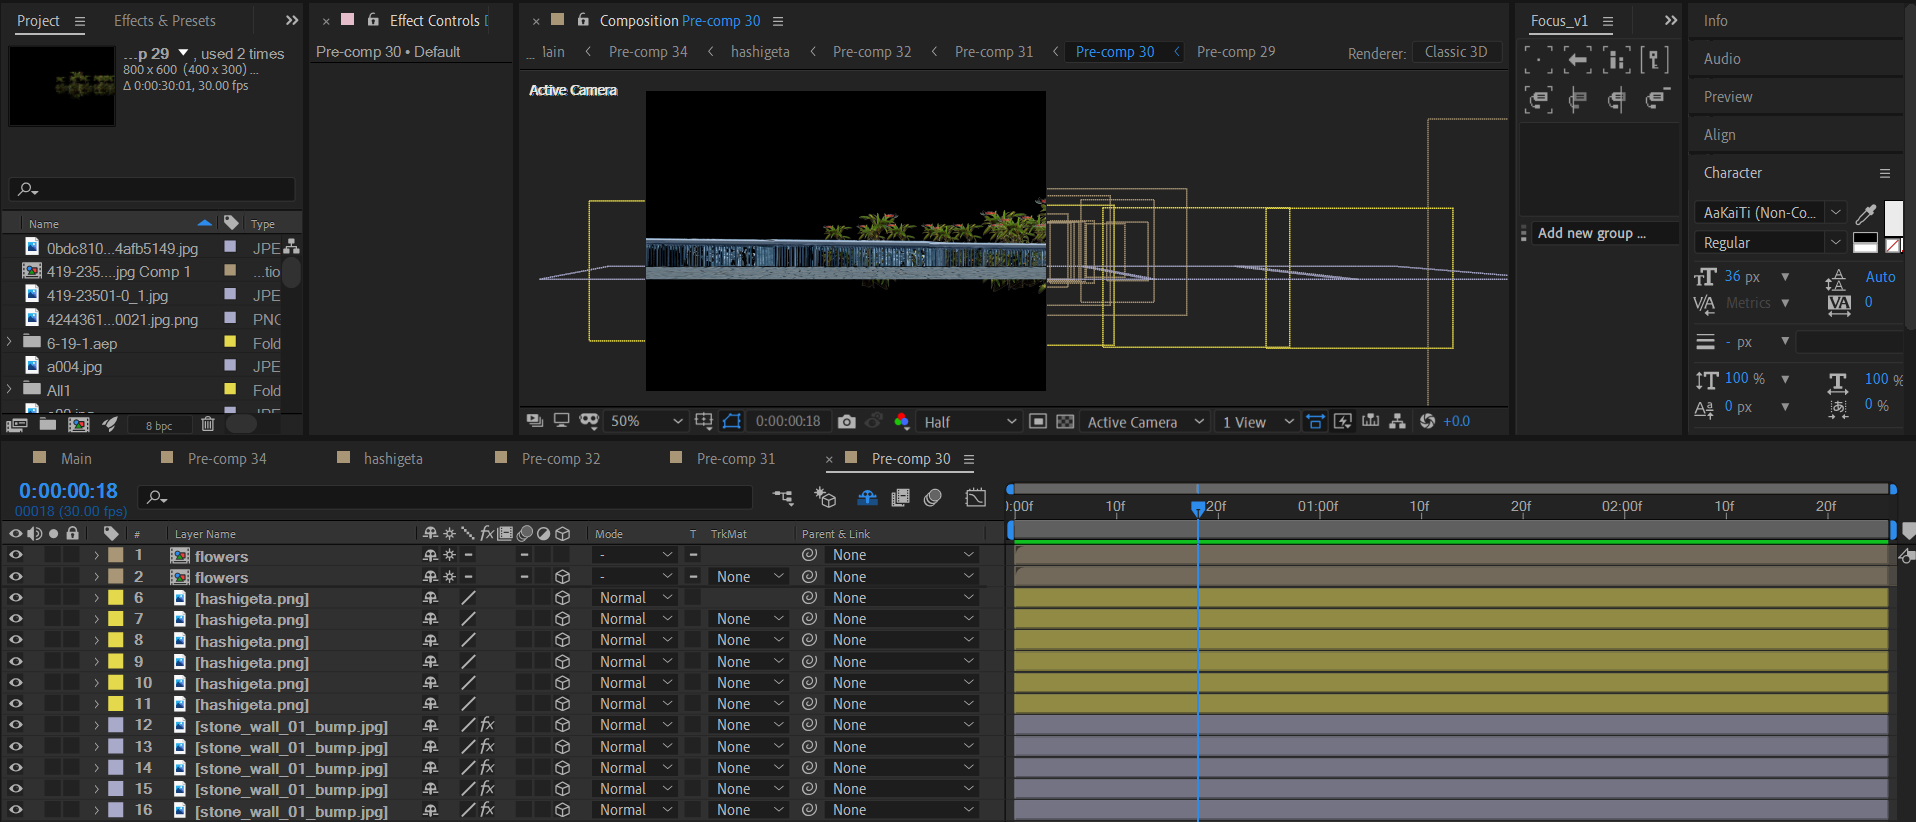 Project
Effects & Presets
...p 29 , used 2 times
800 x 600 (400 x 300) ...
Δ 0:00:30:01, 30.00 fps
Name
Type
0bdc810...4afb5149.jpg
JPE
419-235....jpg Comp 1
...tio
419-23501-0_1.jpg
JPE
4244361...0021.jpg.png
PNG
6-19-1.aep
Fold
a004.jpg
JPE
All1
Fold
8 bpc
Effect Controls
Pre-comp 30 • Default
Composition Pre-comp 30
Pre-comp 34
hashigeta
Pre-comp 32
Pre-comp 31
Pre-comp 30
Pre-comp 29
Renderer:
Classic 3D
Active Camera
50%
0:00:00:18
Half
Active Camera
1 View
+0.0
Focus_v1
Add new group ...
Info
Audio
Preview
Align
Character
AaKaiTi (Non-Co...
Regular
36 px
Auto
Metrics
0
- px
100 %
100 %
0 px
0 %
Main
Pre-comp 34
hashigeta
Pre-comp 32
Pre-comp 31
Pre-comp 30
0:00:00:18
00018 (30.00 fps)
):00f
10f
20f
01:00f
10f
20f
02:00f
10f
20f
#
Layer Name
fx
Mode
T
TrkMat
Parent & Link
1 flowers - None
2 flowers - None None
6 [hashigeta.png] Normal None
7 [hashigeta.png] Normal None None
8 [hashigeta.png] Normal None None
9 [hashigeta.png] Normal None None
10 [hashigeta.png] Normal None None
11 [hashigeta.png] Normal None None
12 [stone_wall_01_bump.jpg] fx Normal None None
13 [stone_wall_01_bump.jpg] fx Normal None None
14 [stone_wall_01_bump.jpg] fx Normal None None
15 [stone_wall_01_bump.jpg] fx Normal None None
16 [stone_wall_01_bump.jpg] fx Normal None None